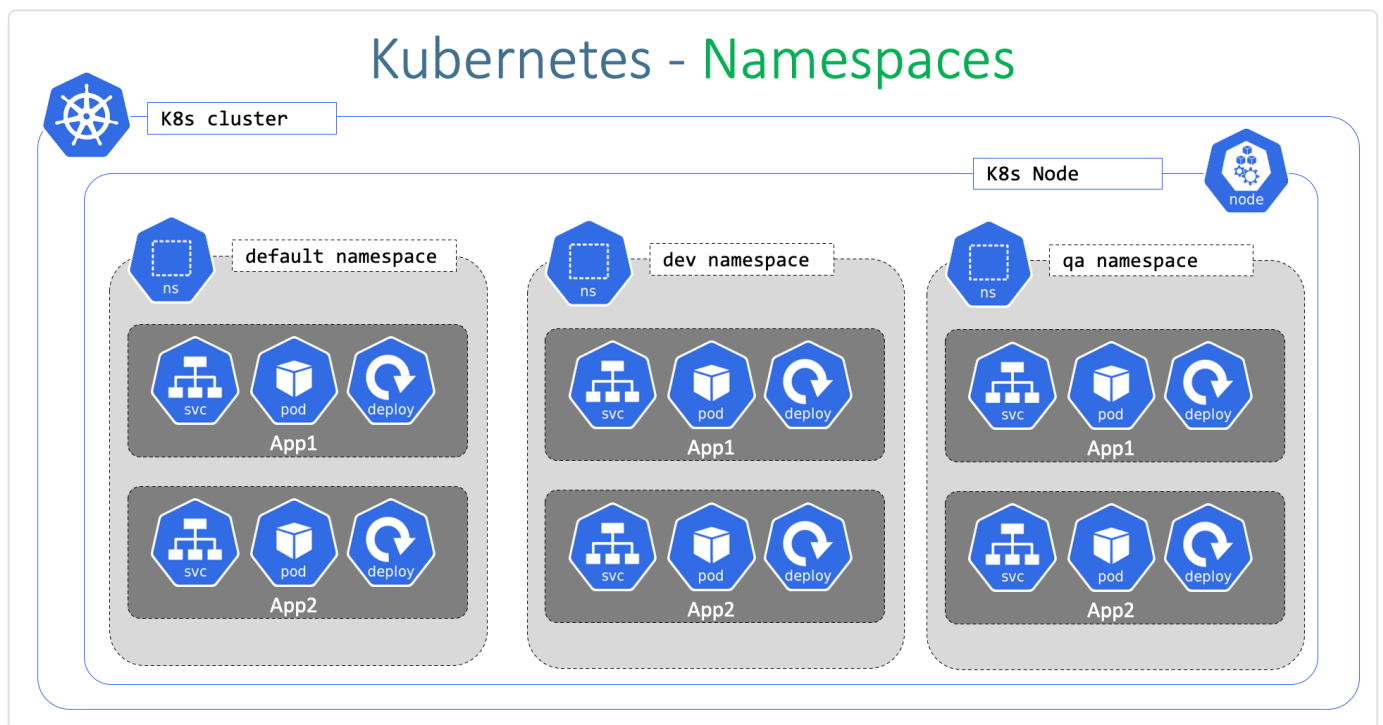 Kubernetes - Namespaces
K8s cluster
K8s Node
node
default namespace
ns
svc pod deploy
App1
svc pod deploy
App2
dev namespace
ns
svc pod deploy
App1
svc pod deploy
App2
qa namespace
ns
svc pod deploy
App1
svc pod deploy
App2